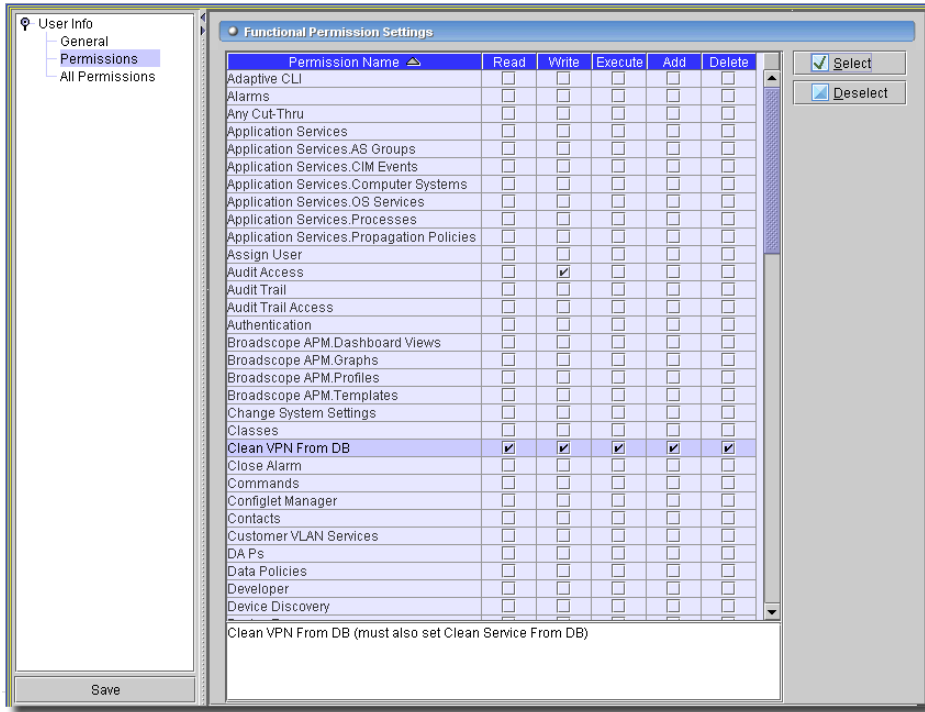 User Info
General
Permissions
All Permissions
Save
Functional Permission Settings
Permission Name Read Write Execute Add Delete
Adaptive CLI
Alarms
Any Cut-Thru
Application Services
Application Services.AS Groups
Application Services.CIM Events
Application Services.Computer Systems
Application Services.OS Services
Application Services.Processes
Application Services.Propagation Policies
Assign User
Audit Access
Audit Trail
Audit Trail Access
Authentication
Broadscope APM.Dashboard Views
Broadscope APM.Graphs
Broadscope APM.Profiles
Broadscope APM.Templates
Change System Settings
Classes
Clean VPN From DB
Close Alarm
Commands
Configlet Manager
Contacts
Customer VLAN Services
DA Ps
Data Policies
Developer
Device Discovery
Clean VPN From DB (must also set Clean Service From DB)
Select
Deselect